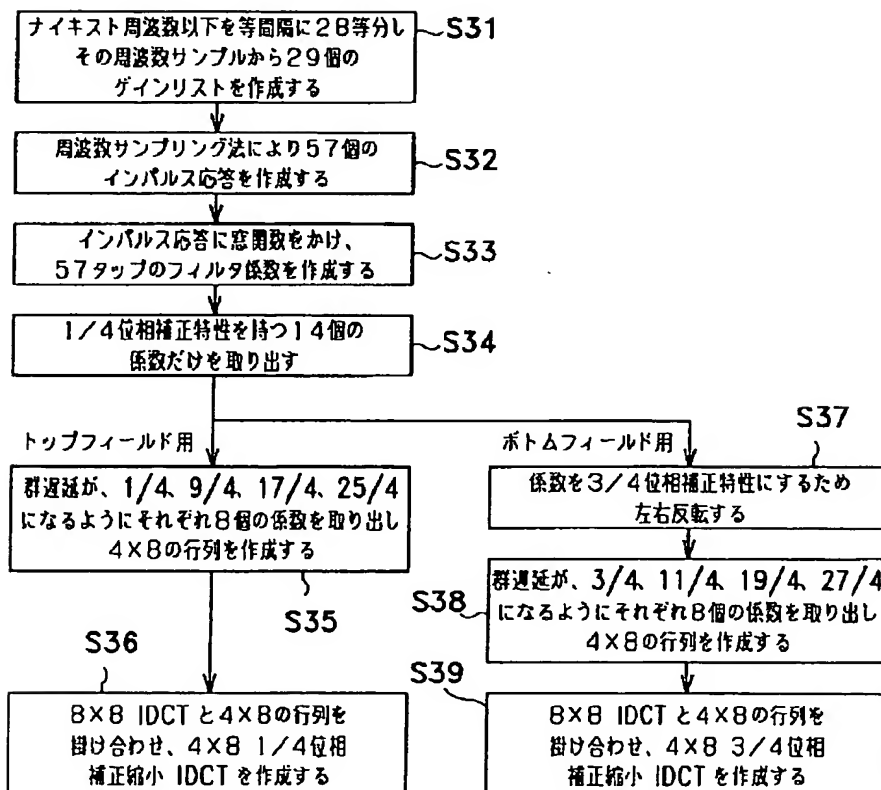 ナイキスト周波数以下を等間隔に28等分し
その周波数サンプルから29個の
ゲインリストを作成する
S31
周波数サンプリング法により57個の
インパルス応答を作成する
S32
インパルス応答に窓関数をかけ、
57タップのフィルタ係数を作成する
S33
1/4位相補正特性を持つ14個の
係数だけを取り出す
S34
トップフィールド用
群遅延が、1/4、9/4、17/4、25/4
になるようにそれぞれ8個の係数を取り出し
4×8の行列を作成する
S35
S36
8×8 IDCTと4×8の行列を
掛け合わせ、4×8 1/4位相
補正縮小 IDCTを作成する
ボトムフィールド用
S37
係数を3/4位相補正特性にするため
左右反転する
群遅延が、3/4、11/4、19/4、27/4
になるようにそれぞれ8個の係数を取り出し
4×8の行列を作成する
S38
S39
8×8 IDCTと4×8の行列を
掛け合わせ、4×8 3/4位相
補正縮小 IDCTを作成する